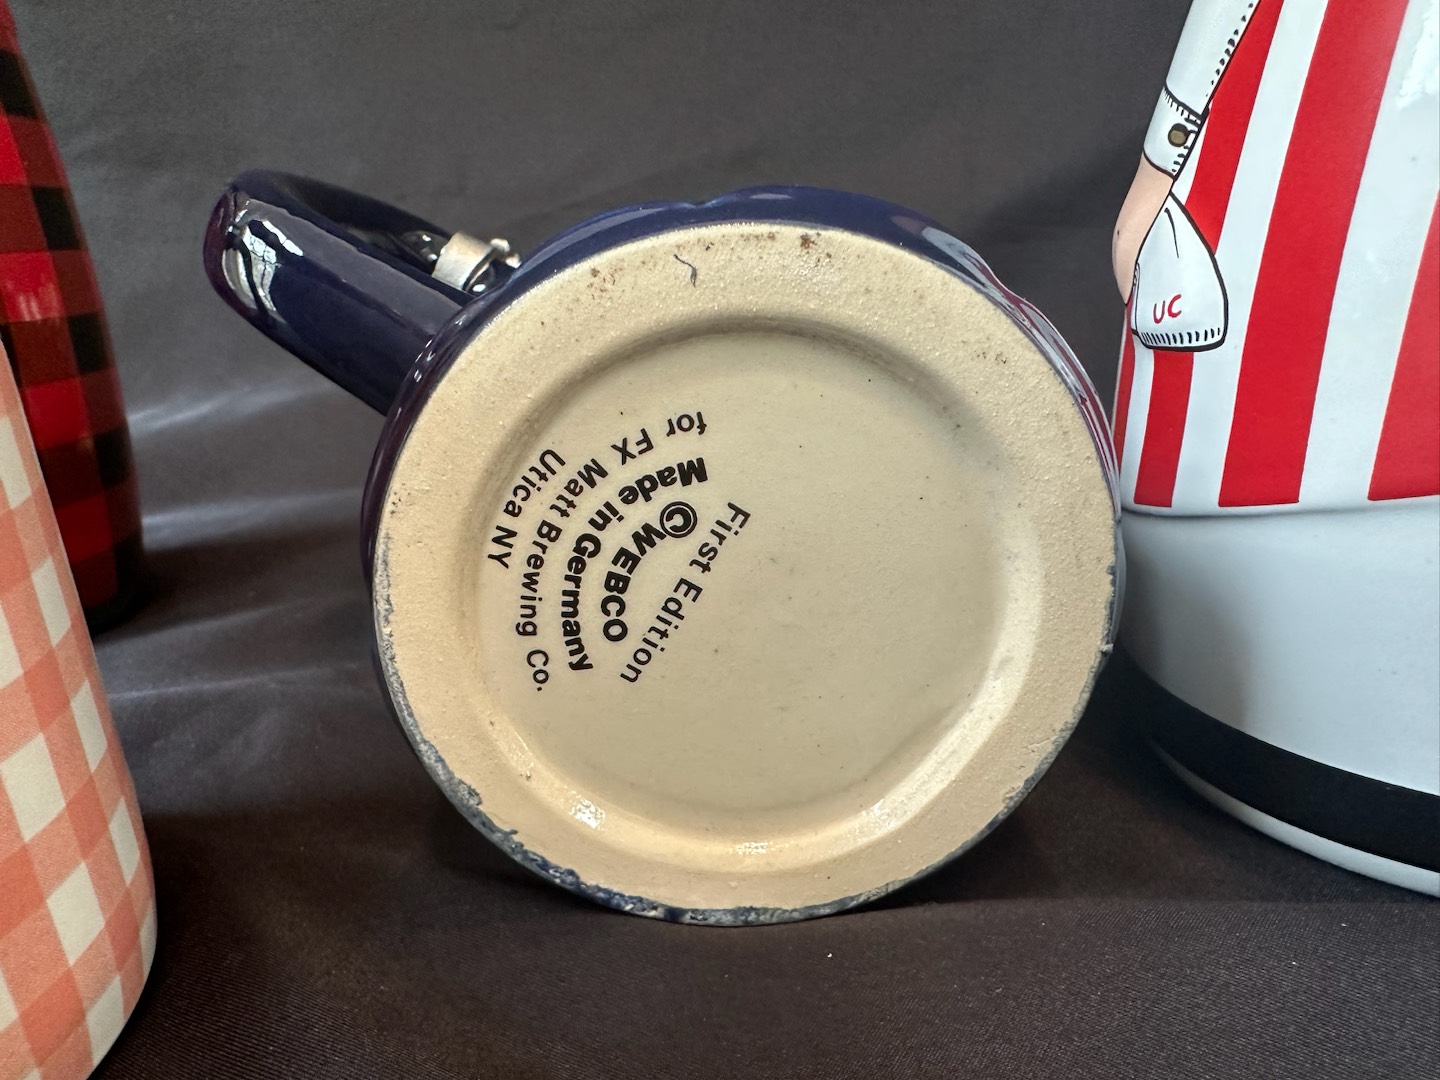 First Edition
©WEBCO
Made in Germany
for FX Matt Brewing Co.
Utica NY
UC